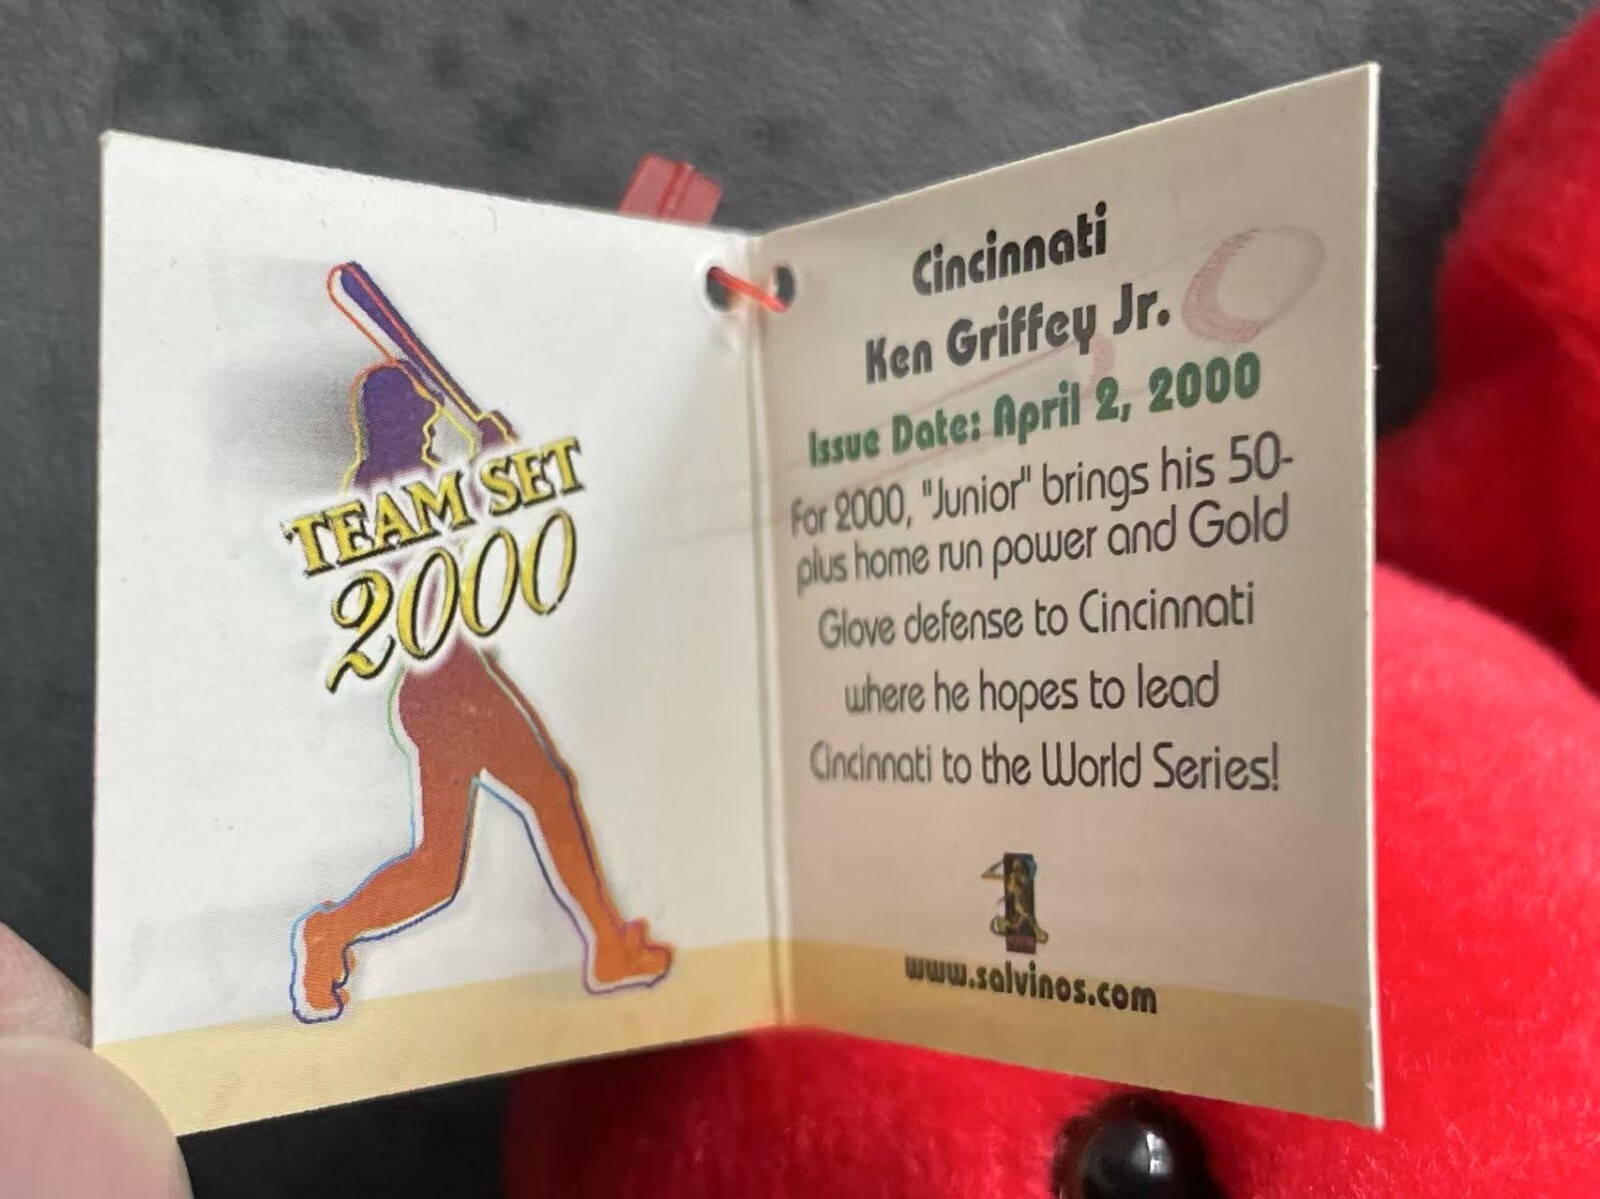 TEAM SET
2000
Cincinnati
Ken Griffey Jr.
Issue Date: April 2, 2000
For 2000, "Junior" brings his 50-
plus home run power and Gold
Glove defense to Cincinnati
where he hopes to lead
Cincinnati to the World Series!
www.salvinos.com